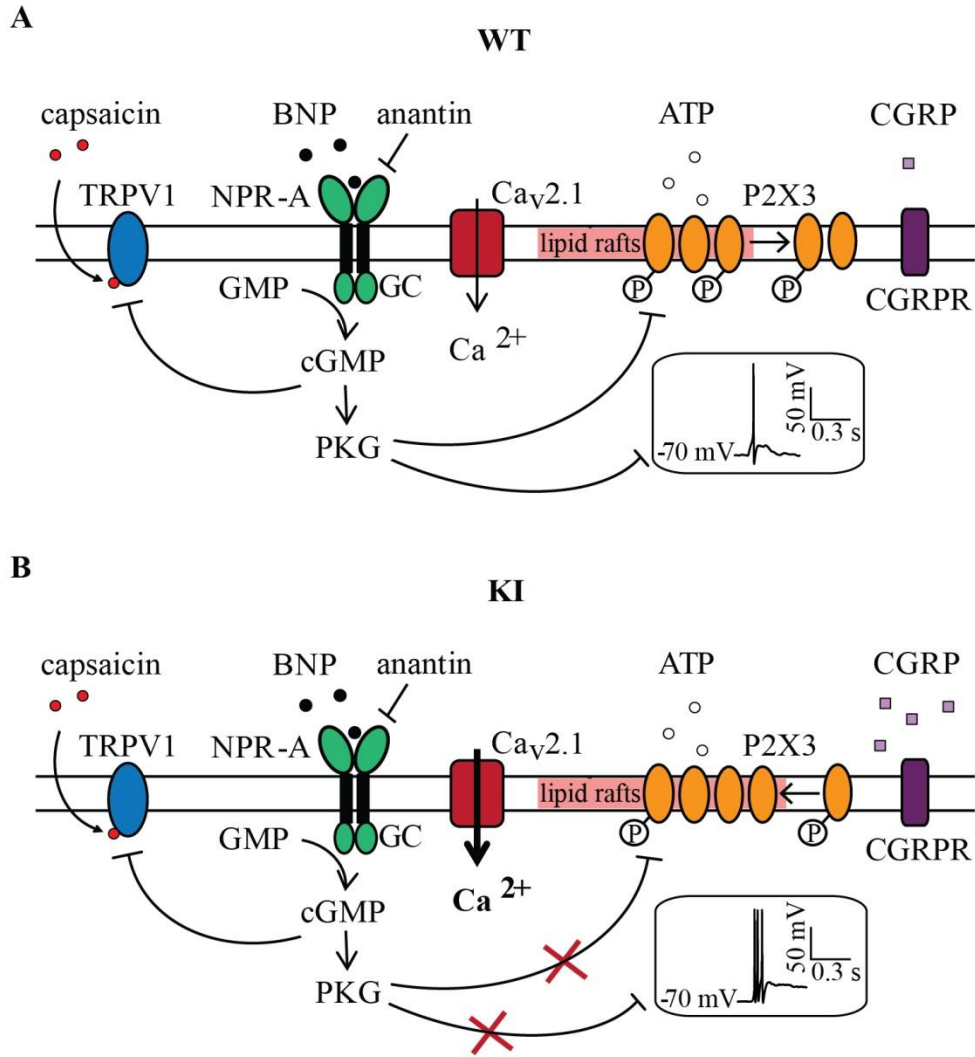 A
WT
capsaicin
BNP
anantin
ATP
CGRP
TRPV1
NPR-A
Cav2.1
P2X3
lipid rafts
P
P
P
GMP
GC
CGRPR
Ca 2+
cGMP
PKG
-70 mV
50 mV
0.3 s
B
KI
capsaicin
BNP
anantin
ATP
CGRP
TRPV1
NPR-A
Cav2.1
P2X3
lipid rafts
P
P
GMP
GC
CGRPR
Ca 2+
cGMP
PKG
-70 mV
50 mV
0.3 s